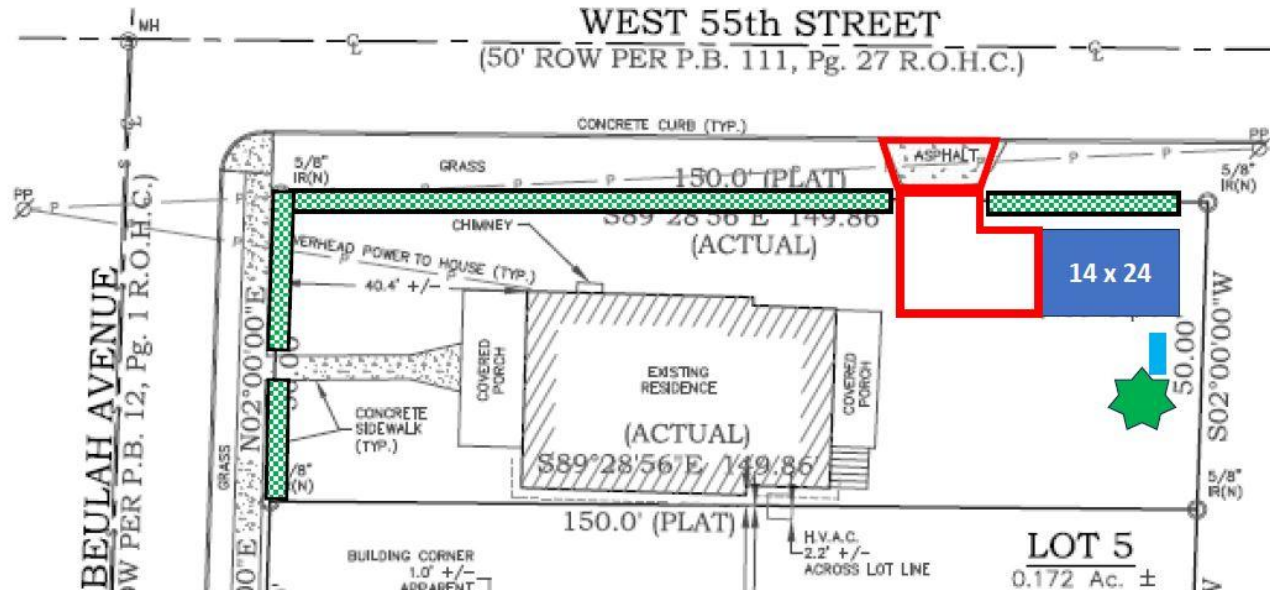 MH
WEST 55th STREET
(50' ROW PER P.B. 111, Pg. 27 R.O.H.C.)
CONCRETE CURB (TYP.)
PP
PP
5/8"
IR(N)
GRASS
ASPHALT
5/8"
IR(N)
150.0' (PLAT)
S89°28'56"E 149.86'
(ACTUAL)
CHIMNEY
OVERHEAD POWER TO HOUSE (TYP.)
40.4' +/-
14 x 24
BEULAH AVENUE
OW PER P.B. 12, Pg. 1 R.O.H.C.)
N02°00'00"E
GRASS
COVERED
PORCH
EXISTING
RESIDENCE
COVERED
PORCH
50.00
S02°00'00"W
CONCRETE
SIDEWALK
(TYP.)
(ACTUAL)
S89°28'56"E 149.86'
150.0' (PLAT)
5/8"
IR(N)
H.V.A.C.
2.2' +/-
ACROSS LOT LINE
BUILDING CORNER
1.0' +/-
APPARENT
LOT 5
0.172 Ac. ±